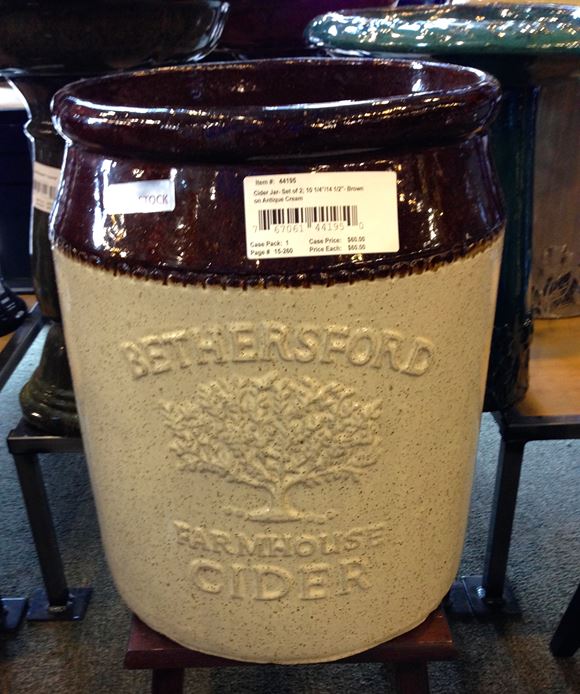 Item #: 44195
Cider Jar- Set of 2; 10 1/4"/14 1/2"- Brown
on Antique Cream
7 67061 44195 0
Case Pack: 1 Case Price: $60.00
Page # 15-260 Price Each: $60.00
STOCK
BETHERSFORD
FARMHOUSE
CIDER